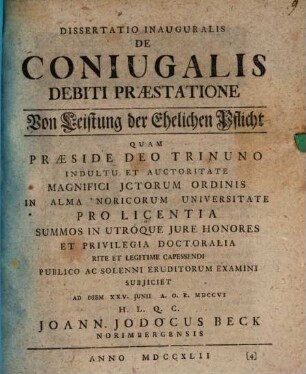 DISSERTATIO INAUGURALIS
DE
CONIUGALIS
DEBITI PRÆSTATIONE
Von Leistung der Ehelichen Pflicht
QUAM
PRÆSIDE DEO TRINUNO
INDULTU ET AUCTORITATE
MAGNIFICI JCTORUM ORDINIS
IN ALMA NORICORUM UNIVERSITATE
PRO LICENTIA
SUMMOS IN UTROQUE JURE HONORES
ET PRIVILEGIA DOCTORALIA
RITE ET LEGITIME CAPESSENDI
PUBLICO AC SOLENNI ERUDITORUM EXAMINI
SUBJICIET
AD DIEM XXV. JUNII A. O. R. MDCCVI
H. L. Q. C.
JOANN. JODOCUS BECK
NORIMBERGENSIS
ANNO MDCCXLII [4]